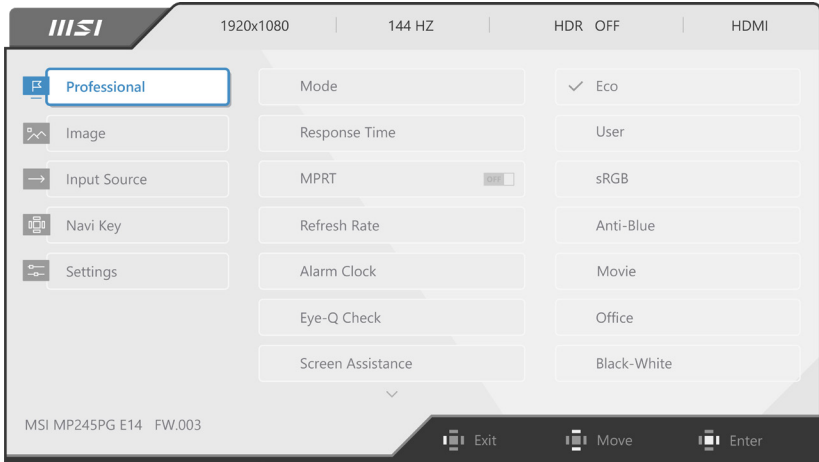 msi 1920x1080 144 HZ HDR OFF HDMI
Professional
Image
Input Source
Navi Key
Settings
Mode
Response Time
MPRT OFF
Refresh Rate
Alarm Clock
Eye-Q Check
Screen Assistance
Eco
User
sRGB
Anti-Blue
Movie
Office
Black-White
MSI MP245PG E14 FW.003
Exit Move Enter